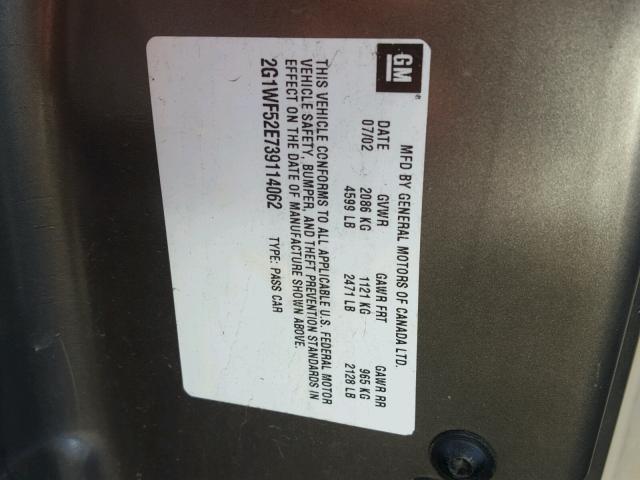 GM®
MFD BY GENERAL MOTORS OF CANADA LTD.
DATE GVWR GAWR FRT GAWR RR
07/02 2086 KG 1121 KG 965 KG
4599 LB 2471 LB 2128 LB
THIS VEHICLE CONFORMS TO ALL APPLICABLE U.S. FEDERAL MOTOR
VEHICLE SAFETY, BUMPER, AND THEFT PREVENTION STANDARDS IN
EFFECT ON THE DATE OF MANUFACTURE SHOWN ABOVE.
2G1WF52E739114062 TYPE: PASS CAR